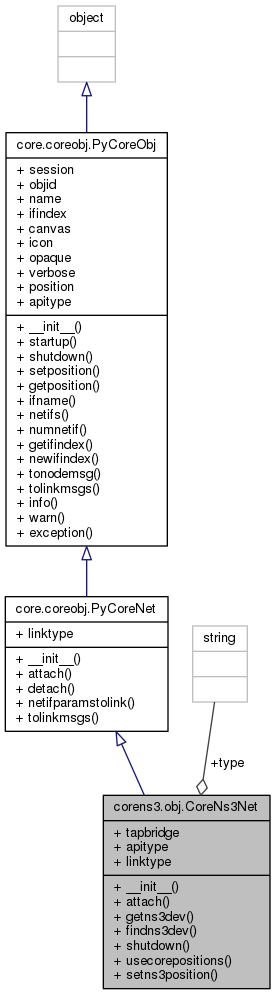 object
core.coreobj.PyCoreObj
+ session
+ objid
+ name
+ ifindex
+ canvas
+ icon
+ opaque
+ verbose
+ position
+ apitype
+ __init__()
+ startup()
+ shutdown()
+ setposition()
+ getposition()
+ ifname()
+ netifs()
+ numnetif()
+ getifindex()
+ newifindex()
+ tonodemsg()
+ tolinkmsgs()
+ info()
+ warn()
+ exception()
core.coreobj.PyCoreNet
+ linktype
+ __init__()
+ attach()
+ detach()
+ netifparamstolink()
+ tolinkmsgs()
string
+type
corens3.obj.CoreNs3Net
+ tapbridge
+ apitype
+ linktype
+ __init__()
+ attach()
+ getns3dev()
+ findns3dev()
+ shutdown()
+ usecorepositions()
+ setns3position()